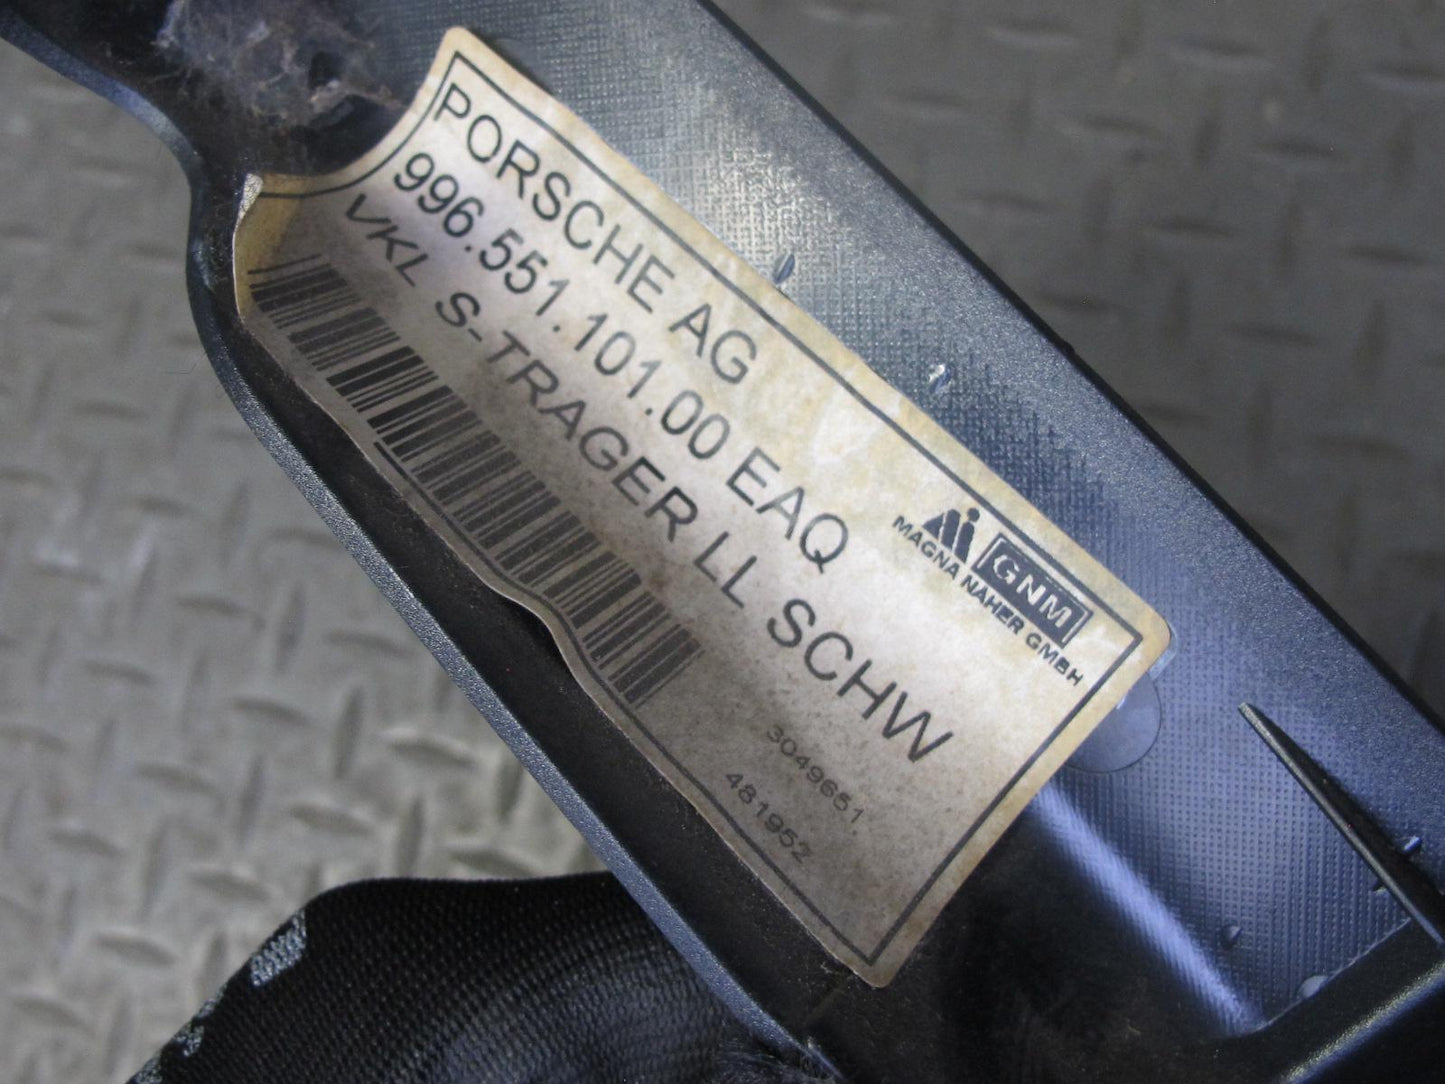 PORSCHE AG
996.551.101.00 EAQ
VKL S-TRAGER LL SCHW
GNM
MAGNA NAHER GMBH
3049651
481952